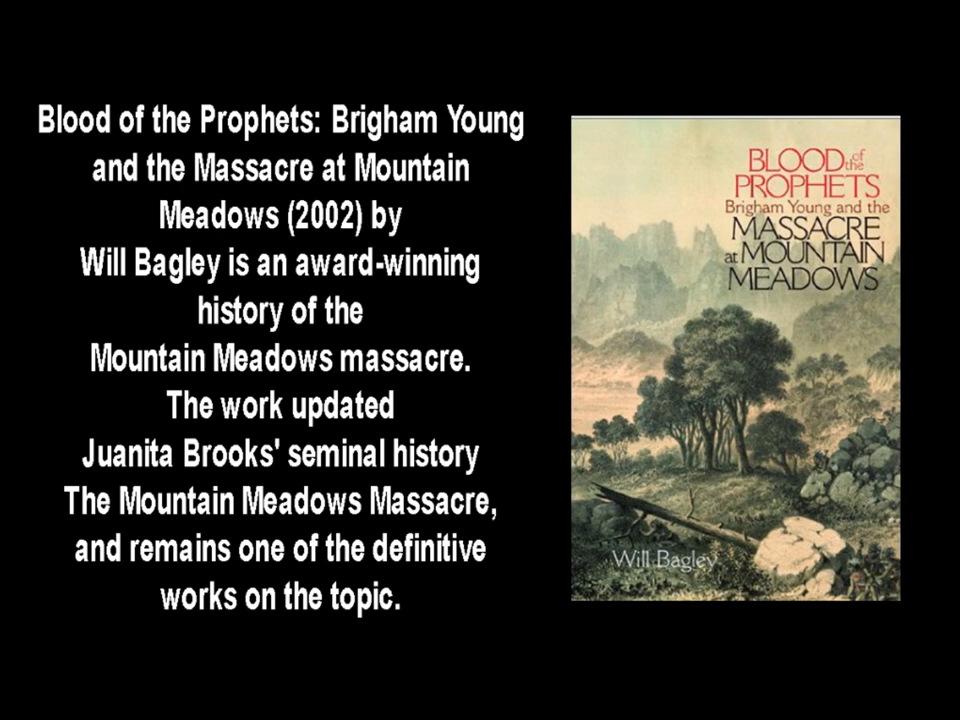 Blood of the Prophets: Brigham Young
and the Massacre at Mountain
Meadows (2002) by
Will Bagley is an award-winning
history of the
Mountain Meadows massacre.
The work updated
Juanita Brooks' seminal history
The Mountain Meadows Massacre,
and remains one of the definitive
works on the topic.
BLOOD of the
PROPHETS
Brigham Young and the
MASSACRE
at MOUNTAIN
MEADOWS
Will Bagley